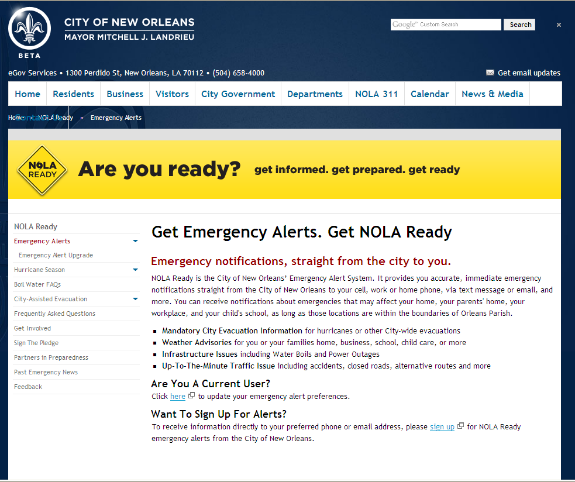 CITY OF NEW ORLEANS
MAYOR MITCHELL J. LANDRIEU
BETA
Google™ Custom Search
Search
×
eGov Services • 1300 Perdido St, New Orleans, LA 70112 • (504) 658-4000
Get email updates
Home
Residents
Business
Visitors
City Government
Departments
NOLA 311
Calendar
News & Media
NOLA Ready
Emergency Alerts
NOLA
READY
Are you ready?
get informed. get prepared. get ready
NOLA Ready
Emergency Alerts
Emergency Alert Upgrade
Hurricane Season
Boil Water FAQs
City-Assisted Evacuation
Frequently Asked Questions
Get Involved
Sign The Pledge
Partners in Preparedness
Past Emergency News
Feedback
Get Emergency Alerts. Get NOLA Ready
Emergency notifications, straight from the city to you.
NOLA Ready is the City of New Orleans' Emergency Alert System. It provides you accurate, immediate emergency
notifications straight from the City of New Orleans to your cell, work or home phone, via text message or email, and
more. You can receive notifications about emergencies that may affect your home, your parents' home, your
workplace, and your child's school, as long as those locations are within the boundaries of Orleans Parish.
▪ Mandatory City Evacuation Information for hurricanes or other City-wide evacuations
▪ Weather Advisories for you or your families home, business, school, child care, or more
▪ Infrastructure Issues including Water Boils and Power Outages
▪ Up-To-The-Minute Traffic Issue including accidents, closed roads, alternative routes and more
Are You A Current User?
Click here to update your emergency alert preferences.
Want To Sign Up For Alerts?
To receive information directly to your preferred phone or email address, please sign up for NOLA Ready
emergency alerts from the City of New Orleans.